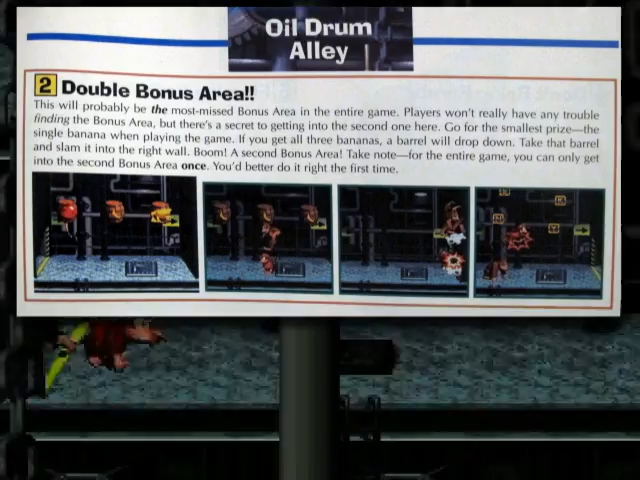 Oil Drum
Alley
2 Double Bonus Area!!
This will probably be the most-missed Bonus Area in the entire game. Players won't really have any trouble
finding the Bonus Area, but there's a secret to getting into the second one here. Go for the smallest prize—the
single banana when playing the game. If you get all three bananas, a barrel will drop down. Take that barrel
and slam it into the right wall. Boom! A second Bonus Area! Take note—for the entire game, you can only get
into the second Bonus Area once. You'd better do it right the first time.